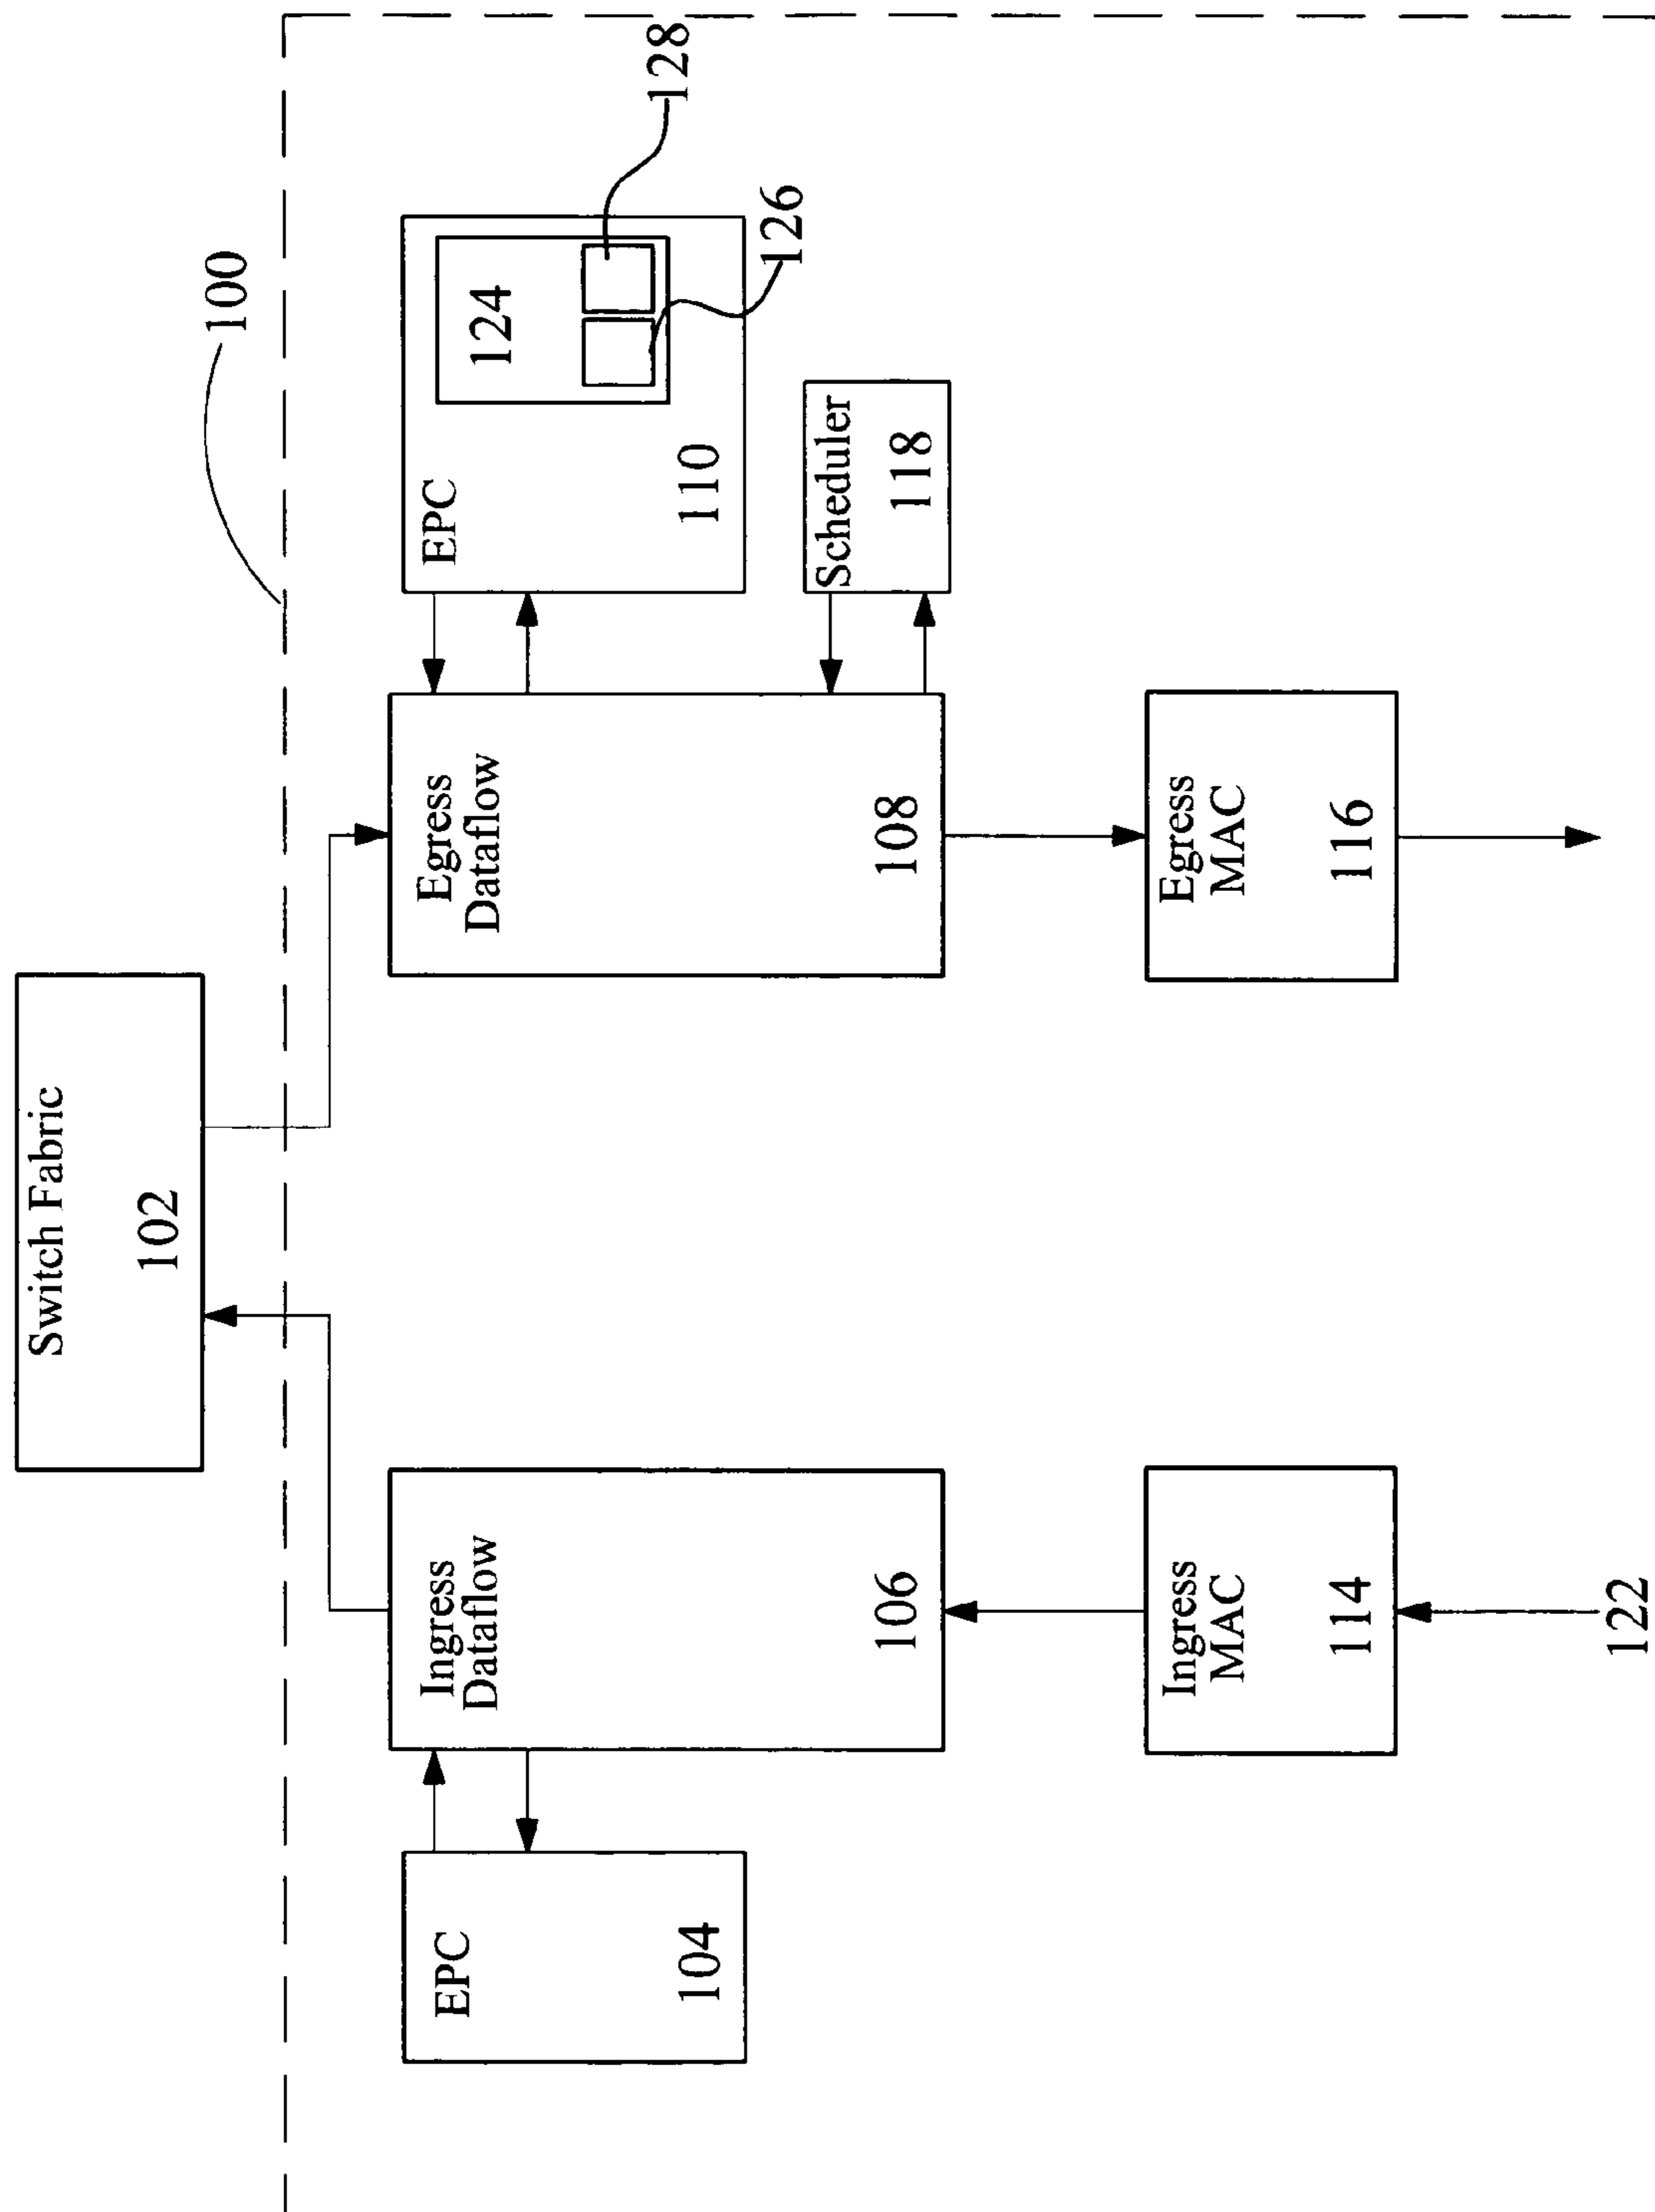 Switch Fabric
102
100
EPC
104
Ingress
Dataflow
106
Egress
Dataflow
108
EPC
110
124
128
126
Scheduler
118
Ingress
MAC
114
Egress
MAC
116
122